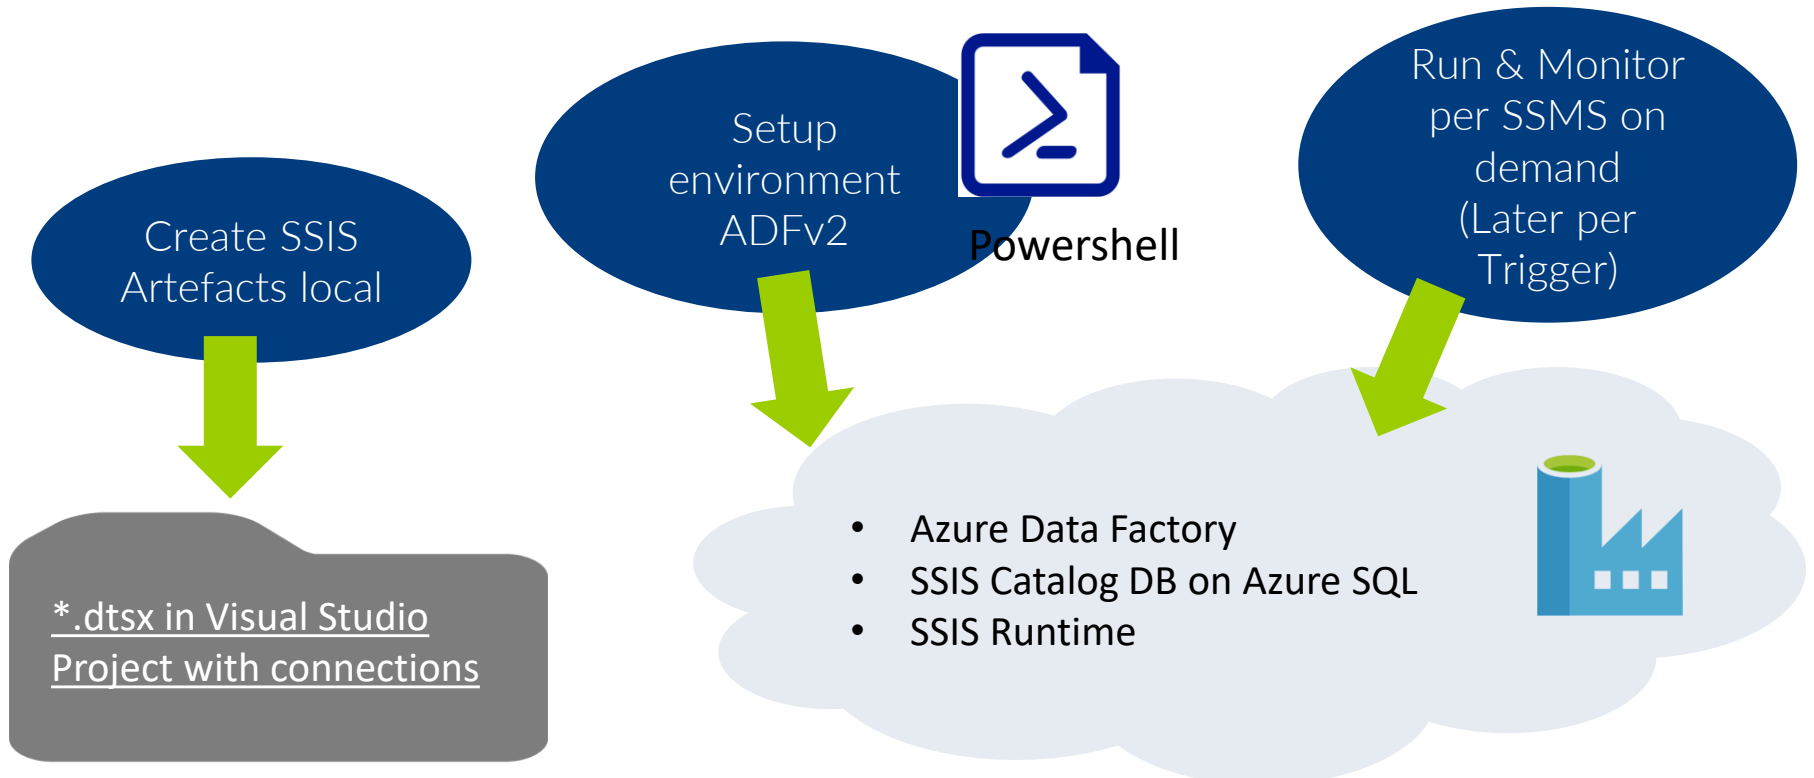 Create SSIS
Artefacts local
Setup
environment
ADFv2
Powershell
Run & Monitor
per SSMS on
demand
(Later per
Trigger)
*.dtsx in Visual Studio
Project with connections
• Azure Data Factory
• SSIS Catalog DB on Azure SQL
• SSIS Runtime